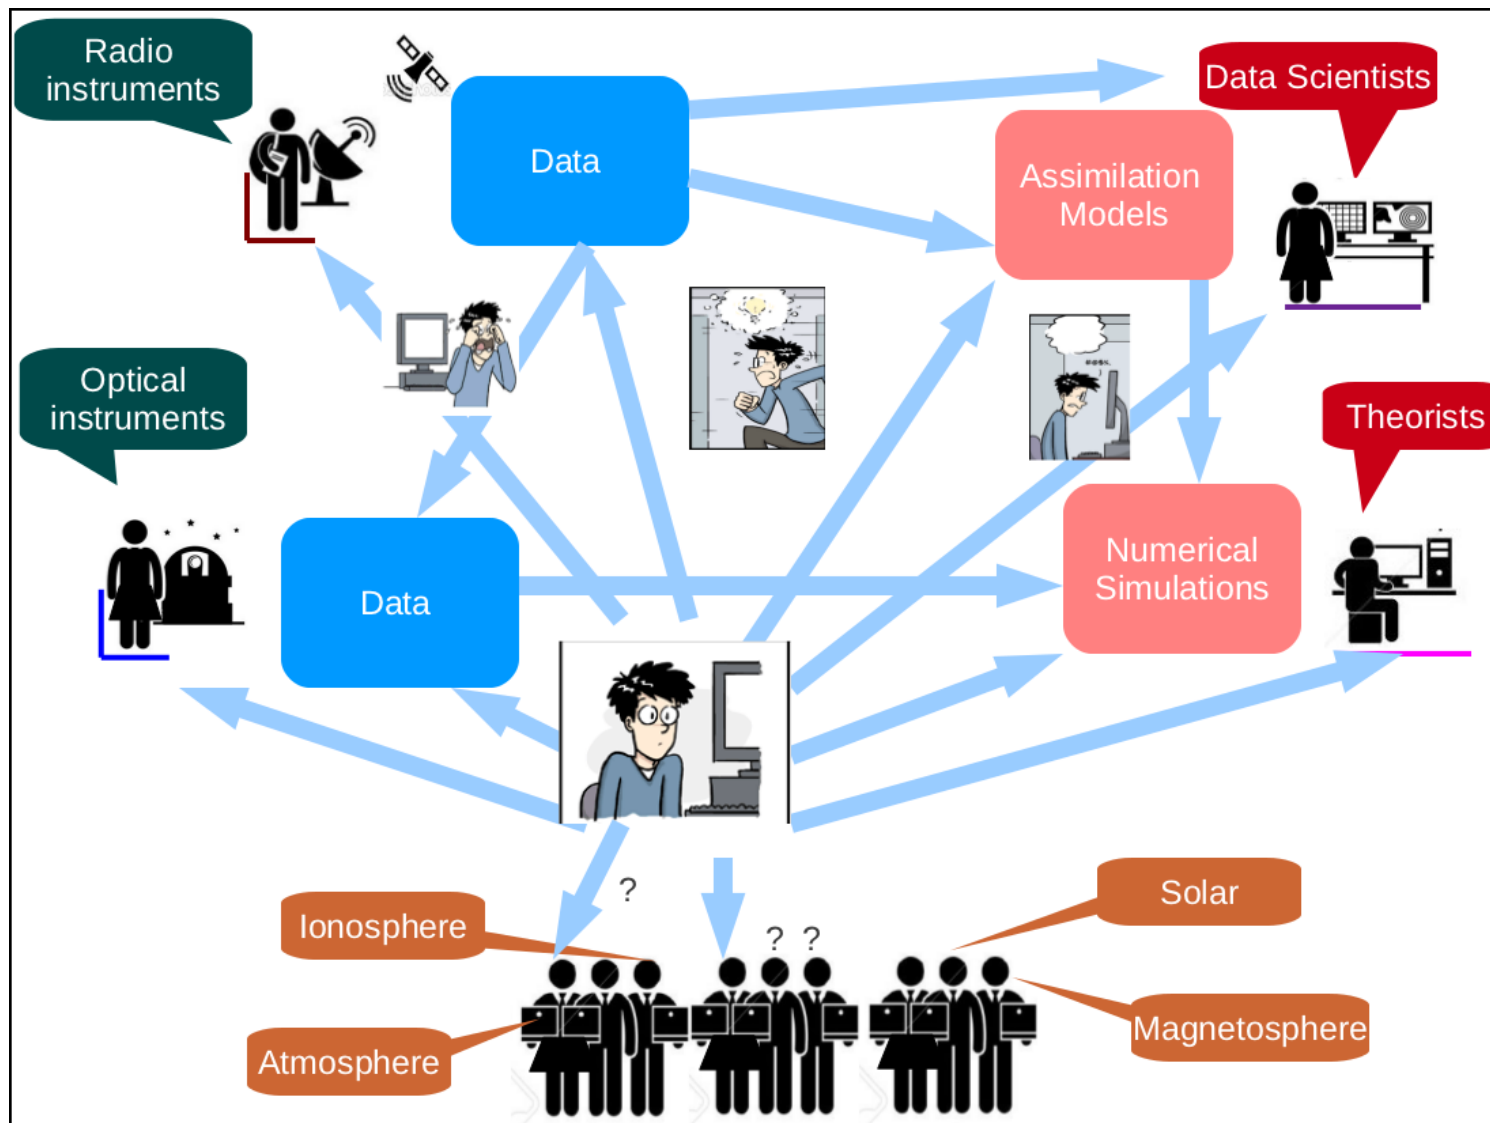 Radio
instruments
Data
Data Scientists
Assimilation
Models
Optical
instruments
Theorists
Data
Numerical
Simulations
?
Ionosphere
Solar
? ?
Atmosphere
Magnetosphere